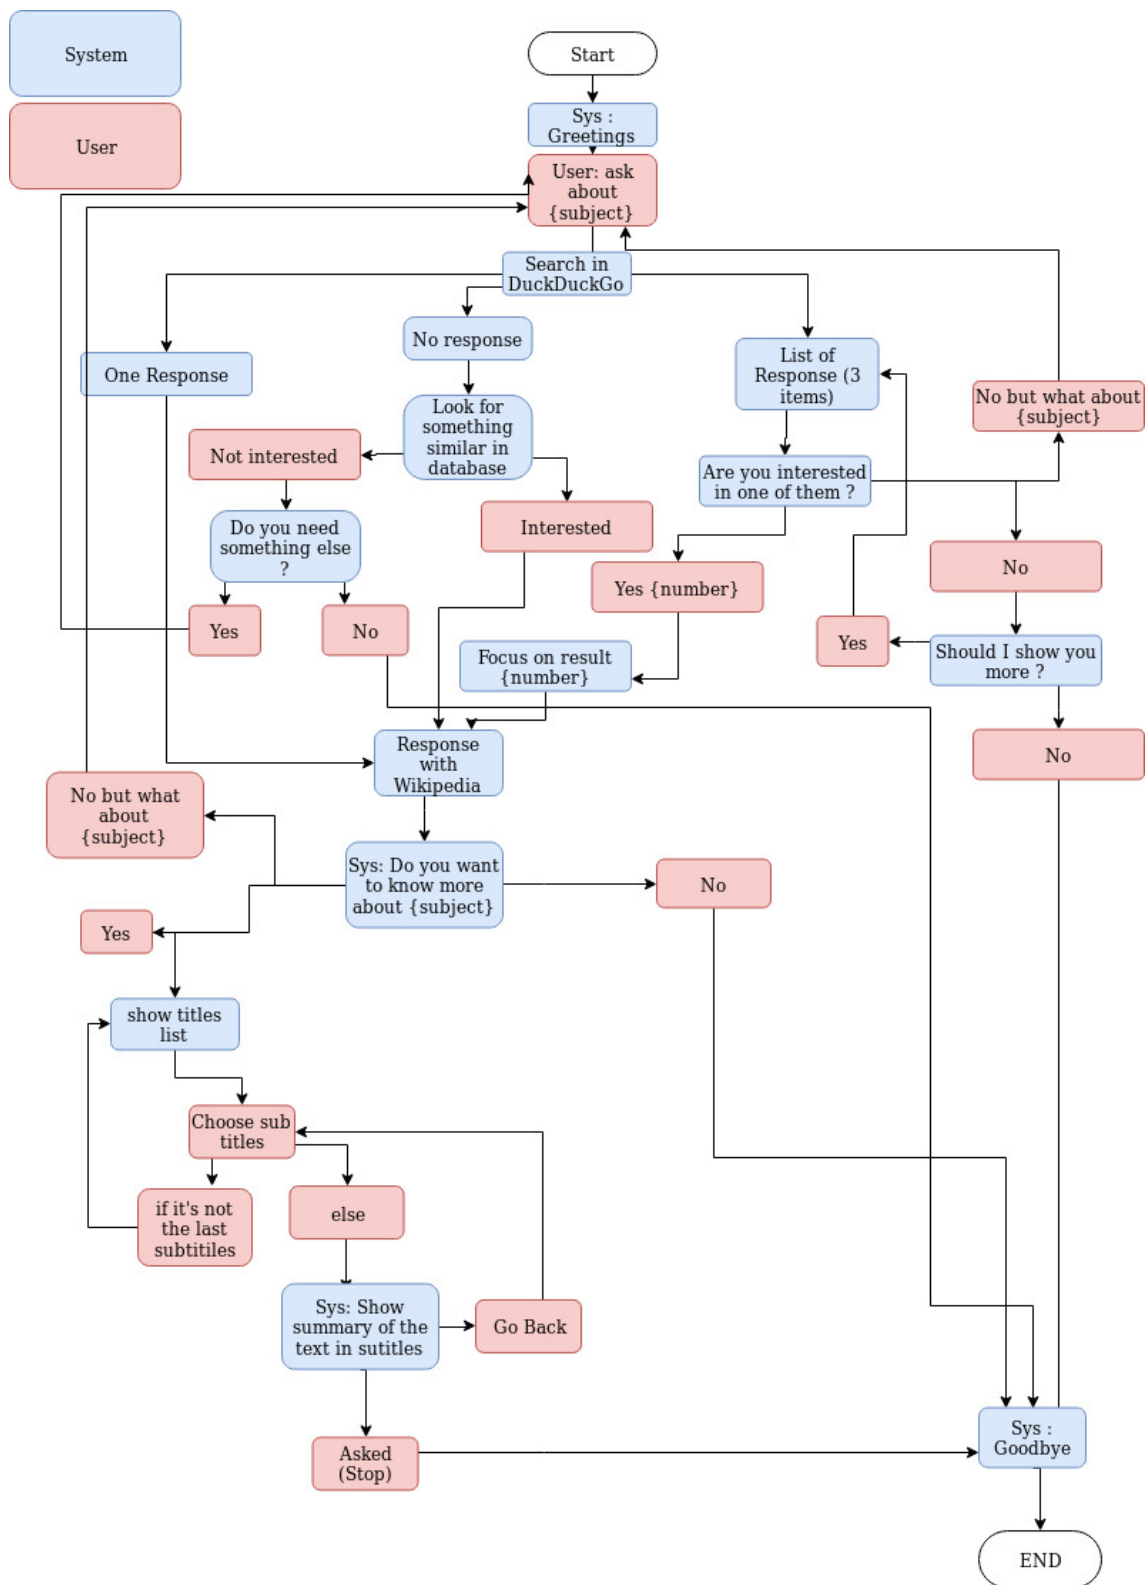 System
Start
Sys :
Greetings
User
User: ask
about
{subject}
Search in
DuckDuckGo
No response
One Response
List of
Response (3
items)
No but what about
{subject}
Look for
something
similar in
database
Not interested
Are you interested
in one of them ?
Interested
Do you need
something else
?
No
Yes {number}
Yes
No
Yes
Should I show you
more ?
Focus on result
{number}
No
Response
with
Wikipedia
No but what
about
{subject}
Sys: Do you want
to know more
about {subject}
No
Yes
show titles
list
Choose sub
titles
if it's not
the last
subtitiles
else
Sys: Show
summary of the
text in sutitles
Go Back
Asked
(Stop)
Sys :
Goodbye
END